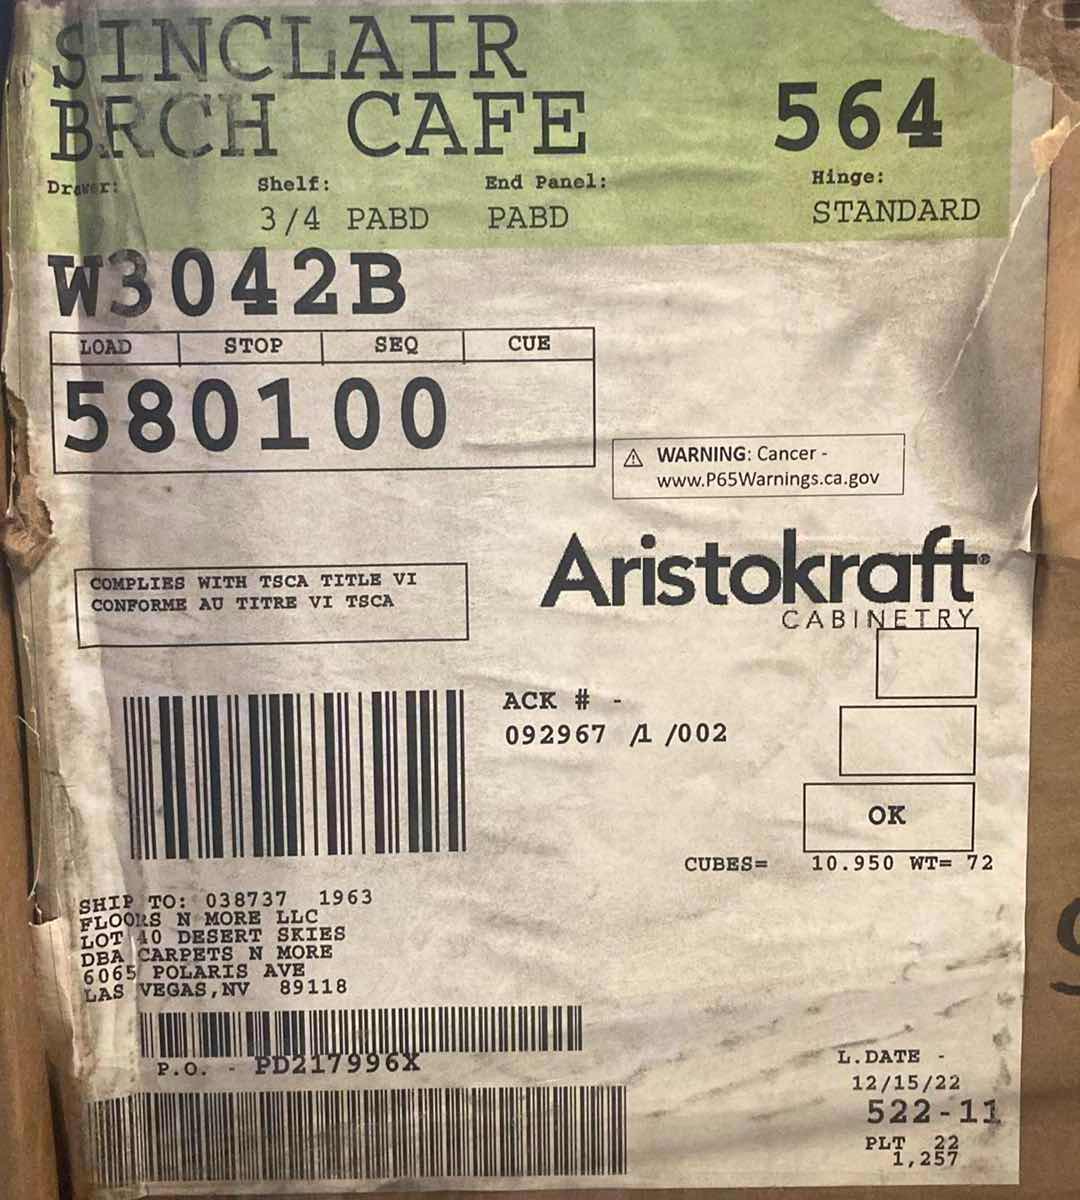 SINCLAIR
BRCH CAFE 564
Drawer: Shelf: End Panel: Hinge:
3/4 PABD PABD STANDARD
W3042B
LOAD STOP SEQ CUE
580100
⚠ WARNING: Cancer -
www.P65Warnings.ca.gov
Aristokraft®
CABINETRY
COMPLIES WITH TSCA TITLE VI
CONFORME AU TITRE VI TSCA
ACK # -
092967 /1 /002
OK
CUBES= 10.950 WT= 72
SHIP TO: 038737 1963
FLOORS N MORE LLC
LOT 40 DESERT SKIES
DBA CARPETS N MORE
6065 POLARIS AVE
LAS VEGAS,NV 89118
P.O. - PD217996X
L.DATE -
12/15/22
522-11
PLT 22
1,257